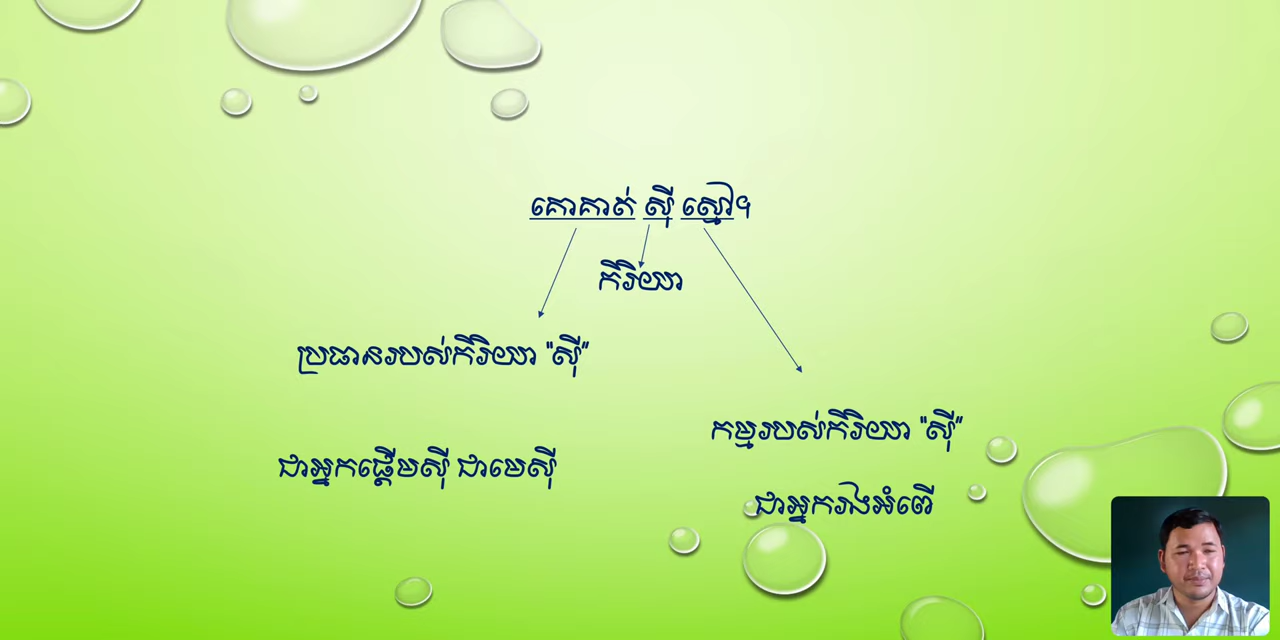 គោគាត់ ស៊ី ស្មៅ។
កិរិយា
ប្រធានរបស់កិរិយា "ស៊ី"
កម្មរបស់កិរិយា "ស៊ី"
ជាអ្នកផ្ដើមស៊ី ជាមេស៊ី
ជាអ្នករងអំពើ